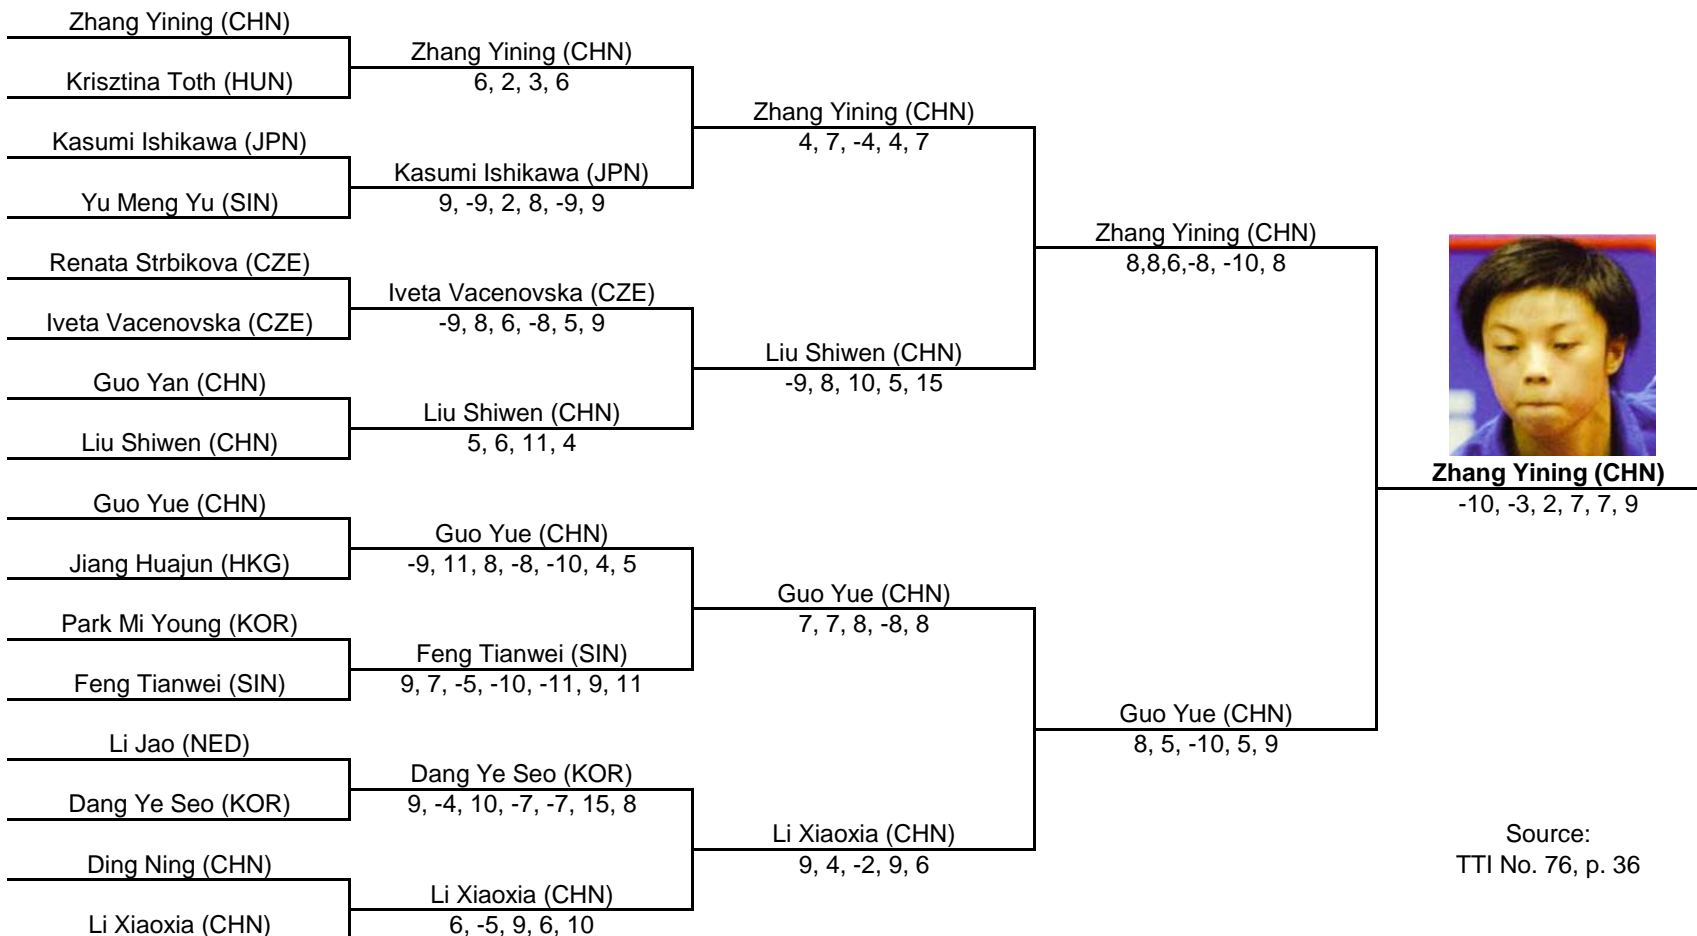 Zhang Yining (CHN)
Krisztina Toth (HUN)
Kasumi Ishikawa (JPN)
Yu Meng Yu (SIN)
Renata Strbikova (CZE)
Iveta Vacenovska (CZE)
Guo Yan (CHN)
Liu Shiwen (CHN)
Guo Yue (CHN)
Jiang Huajun (HKG)
Park Mi Young (KOR)
Feng Tianwei (SIN)
Li Jao (NED)
Dang Ye Seo (KOR)
Ding Ning (CHN)
Li Xiaoxia (CHN)
Zhang Yining (CHN)
6, 2, 3, 6
Kasumi Ishikawa (JPN)
9, -9, 2, 8, -9, 9
Iveta Vacenovska (CZE)
-9, 8, 6, -8, 5, 9
Liu Shiwen (CHN)
5, 6, 11, 4
Guo Yue (CHN)
-9, 11, 8, -8, -10, 4, 5
Feng Tianwei (SIN)
9, 7, -5, -10, -11, 9, 11
Dang Ye Seo (KOR)
9, -4, 10, -7, -7, 15, 8
Li Xiaoxia (CHN)
6, -5, 9, 6, 10
Zhang Yining (CHN)
4, 7, -4, 4, 7
Liu Shiwen (CHN)
-9, 8, 10, 5, 15
Guo Yue (CHN)
7, 7, 8, -8, 8
Li Xiaoxia (CHN)
9, 4, -2, 9, 6
Zhang Yining (CHN)
8,8,6,-8, -10, 8
Guo Yue (CHN)
8, 5, -10, 5, 9
Zhang Yining (CHN)
-10, -3, 2, 7, 7, 9
Source:
TTI No. 76, p. 36